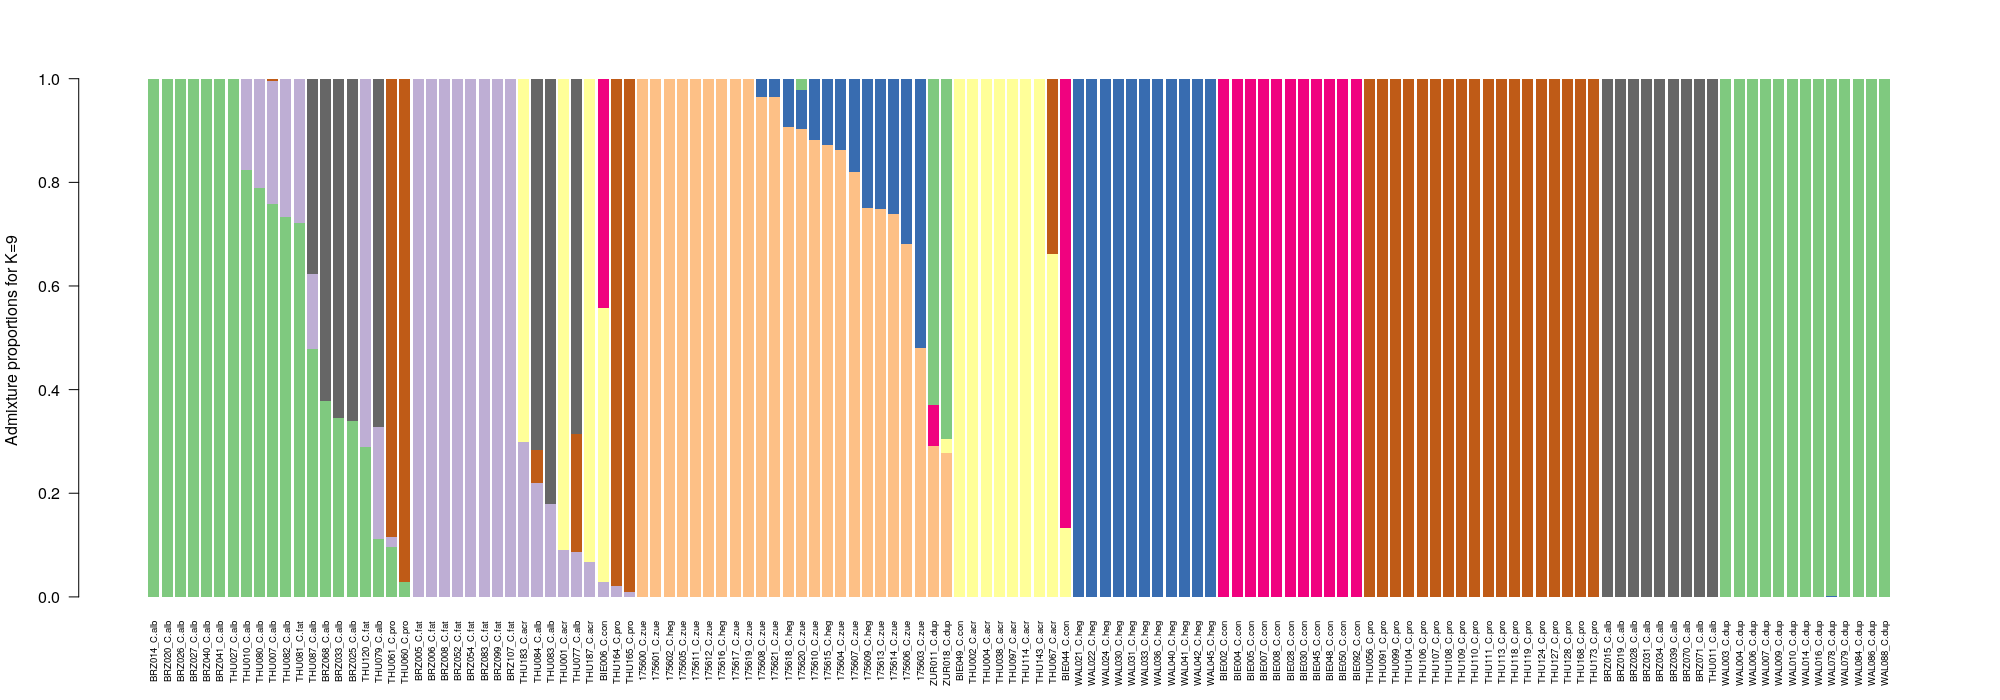 1.0
0.8
0.6
0.4
0.2
0.0
Admixture proportions for K=9
BRZ014_C.alb
BRZ020_C.alb
BRZ026_C.alb
BRZ027_C.alb
BRZ040_C.alb
BRZ041_C.alb
THU027_C.alb
THU010_C.alb
THU080_C.alb
THU007_C.alb
THU082_C.alb
THU081_C.fat
THU087_C.alb
BRZ068_C.alb
BRZ033_C.alb
BRZ025_C.alb
THU120_C.fat
THU079_C.alb
THU061_C.pro
THU060_C.pro
BRZ005_C.fat
BRZ006_C.fat
BRZ008_C.fat
BRZ052_C.fat
BRZ054_C.fat
BRZ083_C.fat
BRZ099_C.fat
BRZ107_C.fat
THU183_C.acr
THU084_C.alb
THU083_C.alb
THU001_C.acr
THU077_C.alb
THU187_C.acr
BIE006_C.con
THU164_C.pro
THU165_C.pro
175600_C.zue
175601_C.zue
175602_C.heg
175605_C.zue
175611_C.zue
175612_C.zue
175616_C.heg
175617_C.zue
175619_C.zue
175608_C.zue
175621_C.zue
175618_C.heg
175620_C.zue
175610_C.zue
175615_C.heg
175604_C.zue
175607_C.zue
175609_C.heg
175613_C.zue
175614_C.zue
175606_C.zue
175603_C.zue
ZUR011_C.dup
ZUR018_C.dup
BIE049_C.con
THU002_C.acr
THU004_C.acr
THU038_C.acr
THU097_C.acr
THU114_C.acr
THU143_C.acr
THU067_C.acr
BIE044_C.con
WAL021_C.heg
WAL022_C.heg
WAL024_C.heg
WAL030_C.heg
WAL031_C.heg
WAL033_C.heg
WAL036_C.heg
WAL040_C.heg
WAL041_C.heg
WAL042_C.heg
WAL045_C.heg
BIE002_C.con
BIE004_C.con
BIE005_C.con
BIE007_C.con
BIE008_C.con
BIE028_C.con
BIE030_C.con
BIE045_C.con
BIE048_C.con
BIE050_C.con
BIE092_C.con
THU056_C.pro
THU091_C.pro
THU099_C.pro
THU104_C.pro
THU106_C.pro
THU107_C.pro
THU108_C.pro
THU109_C.pro
THU110_C.pro
THU111_C.pro
THU113_C.pro
THU118_C.pro
THU119_C.pro
THU124_C.pro
THU127_C.pro
THU128_C.pro
THU168_C.pro
THU173_C.pro
BRZ015_C.alb
BRZ019_C.alb
BRZ028_C.alb
BRZ031_C.alb
BRZ034_C.alb
BRZ039_C.alb
BRZ070_C.alb
BRZ071_C.alb
THU011_C.alb
WAL003_C.dup
WAL004_C.dup
WAL006_C.dup
WAL007_C.dup
WAL009_C.dup
WAL010_C.dup
WAL014_C.dup
WAL016_C.dup
WAL078_C.dup
WAL079_C.dup
WAL084_C.dup
WAL086_C.dup
WAL088_C.dup